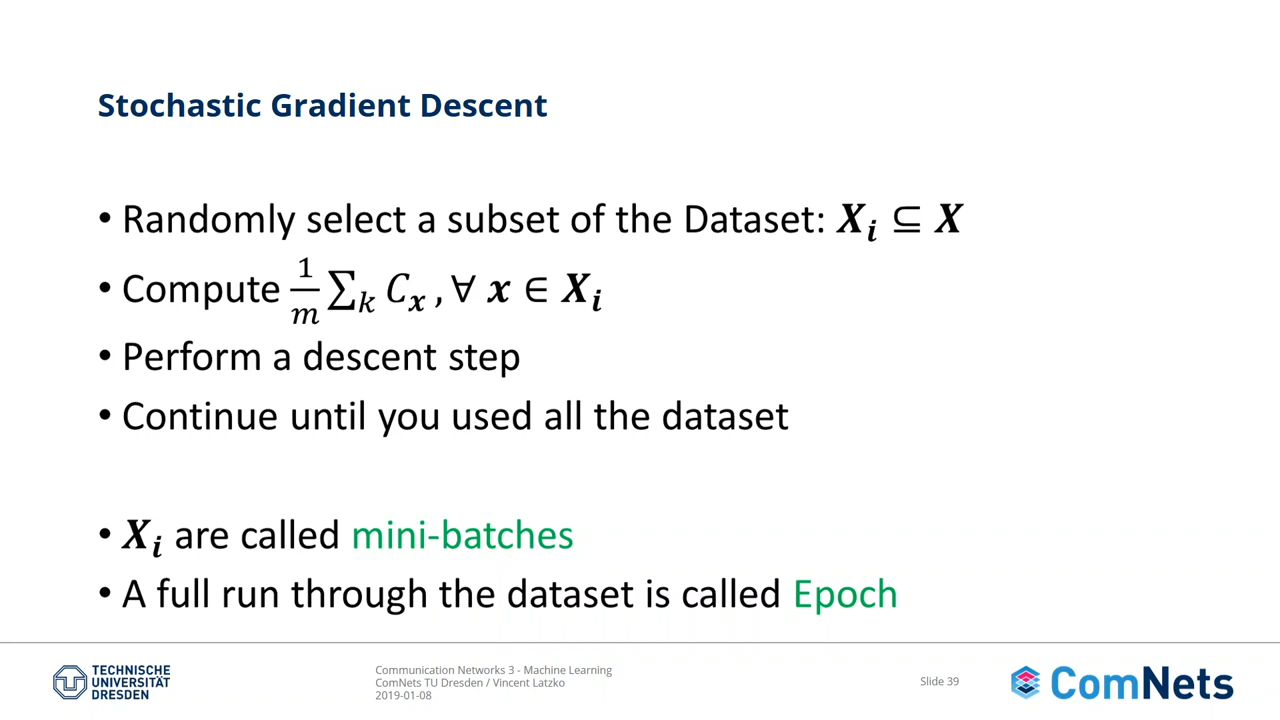 Stochastic Gradient Descent
• Randomly select a subset of the Dataset: 𝑿ᵢ ⊆ 𝑿
• Compute 1/m ∑ₖ 𝐶𝒙 , ∀ 𝒙 ∈ 𝑿ᵢ
• Perform a descent step
• Continue until you used all the dataset
• 𝑿ᵢ are called mini-batches
• A full run through the dataset is called Epoch
TECHNISCHE
UNIVERSITÄT
DRESDEN
Communication Networks 3 - Machine Learning
ComNets TU Dresden / Vincent Latzko
2019-01-08
Slide 39
ComNets